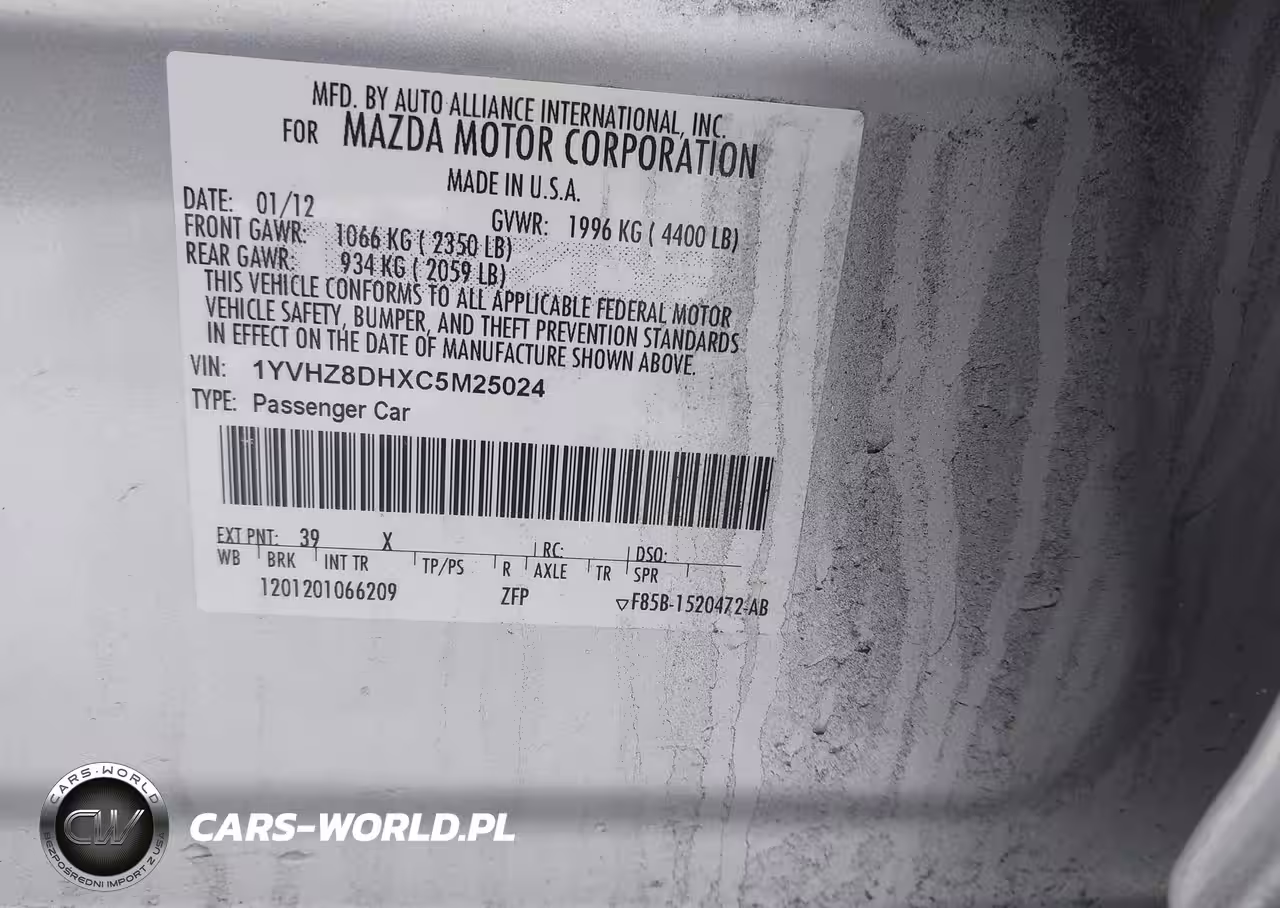 MFD. BY AUTO ALLIANCE INTERNATIONAL, INC.
FOR MAZDA MOTOR CORPORATION
MADE IN U.S.A.
DATE: 01/12 GVWR: 1996 KG ( 4400 LB)
FRONT GAWR: 1066 KG ( 2350 LB)
REAR GAWR: 934 KG ( 2059 LB)
THIS VEHICLE CONFORMS TO ALL APPLICABLE FEDERAL MOTOR
VEHICLE SAFETY, BUMPER, AND THEFT PREVENTION STANDARDS
IN EFFECT ON THE DATE OF MANUFACTURE SHOWN ABOVE.
VIN: 1YVHZ8DHXC5M25024
TYPE: Passenger Car
EXT PNT: 39 X RC: DSO:
WB BRK INT TR TP/PS R AXLE TR SPR
1201201066209 ZFP ▽F85B-1520472-AB
CARS-WORLD
CW
BEZPOŚREDNI IMPORT Z USA
CARS-WORLD.PL